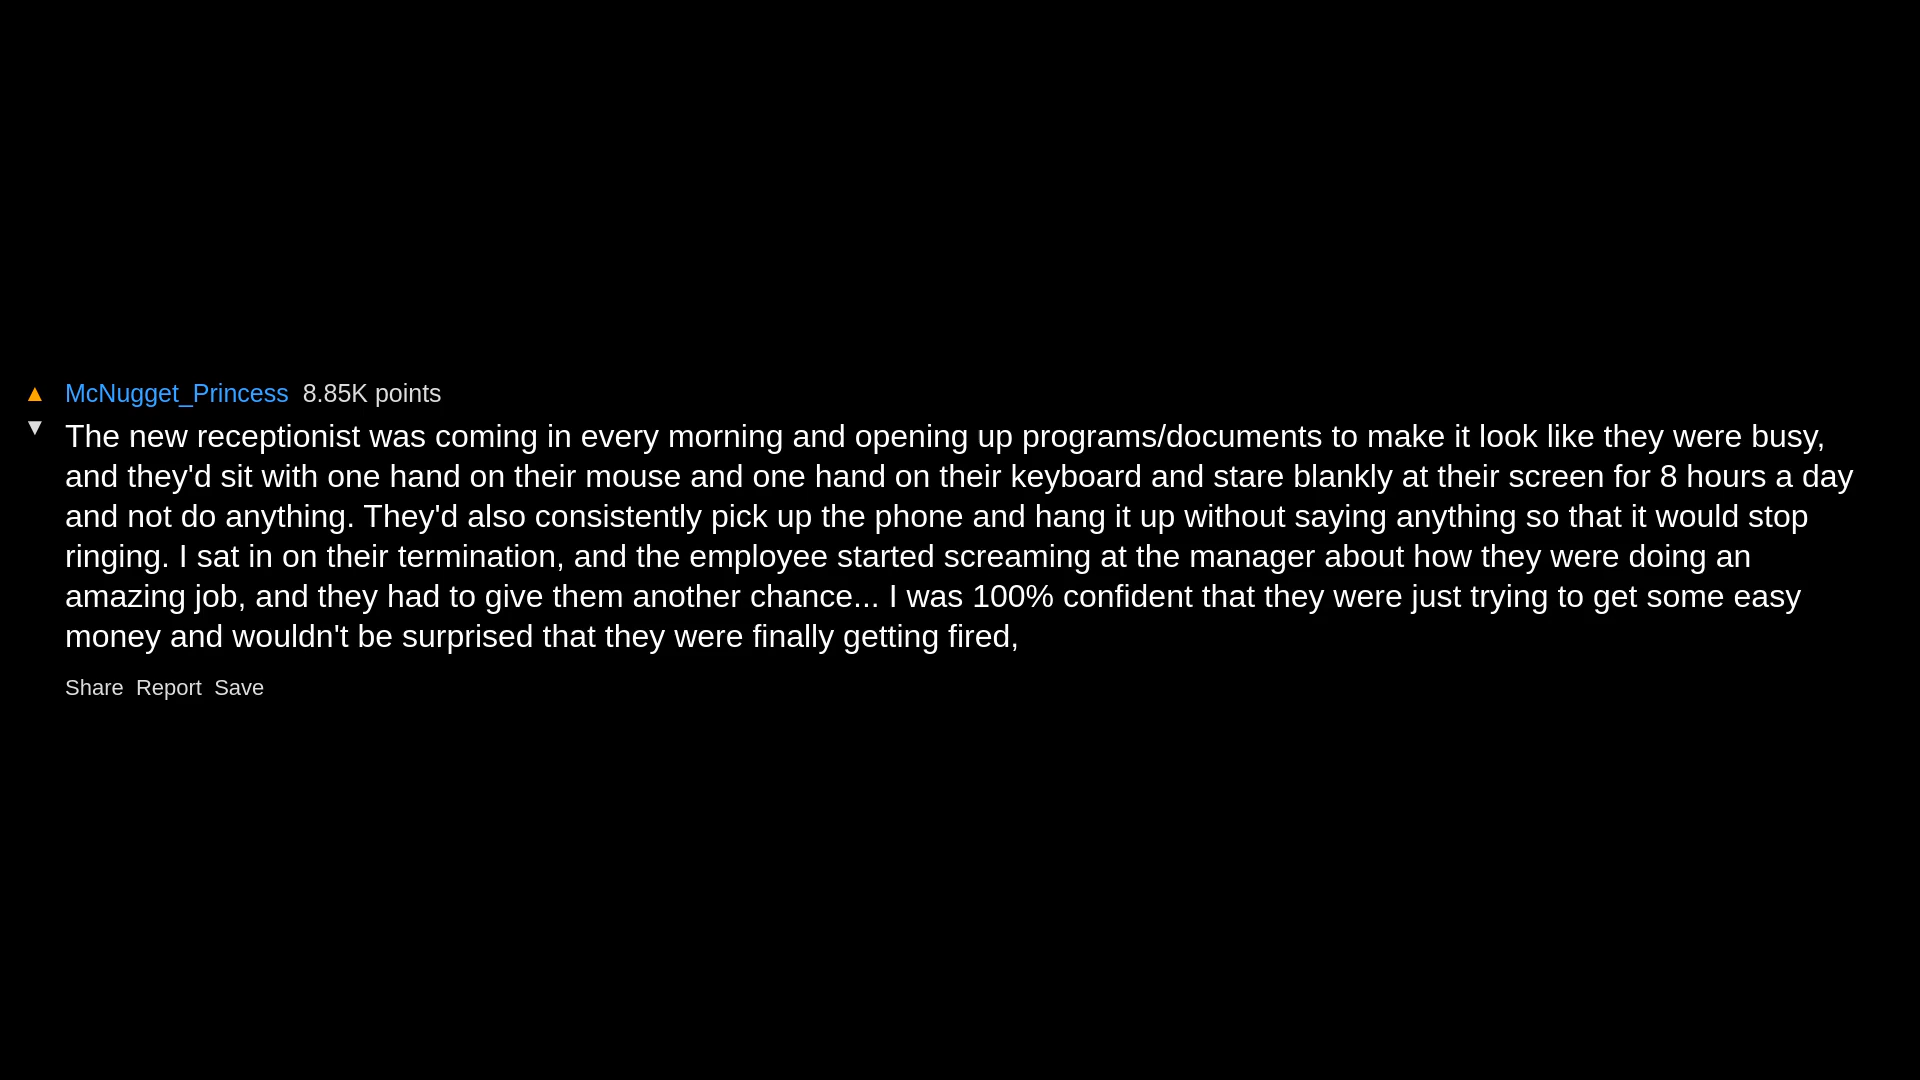 ▲ McNugget_Princess 8.85K points
▼
The new receptionist was coming in every morning and opening up programs/documents to make it look like they were busy,
and they'd sit with one hand on their mouse and one hand on their keyboard and stare blankly at their screen for 8 hours a day
and not do anything. They'd also consistently pick up the phone and hang it up without saying anything so that it would stop
ringing. I sat in on their termination, and the employee started screaming at the manager about how they were doing an
amazing job, and they had to give them another chance... I was 100% confident that they were just trying to get some easy
money and wouldn't be surprised that they were finally getting fired,
Share Report Save